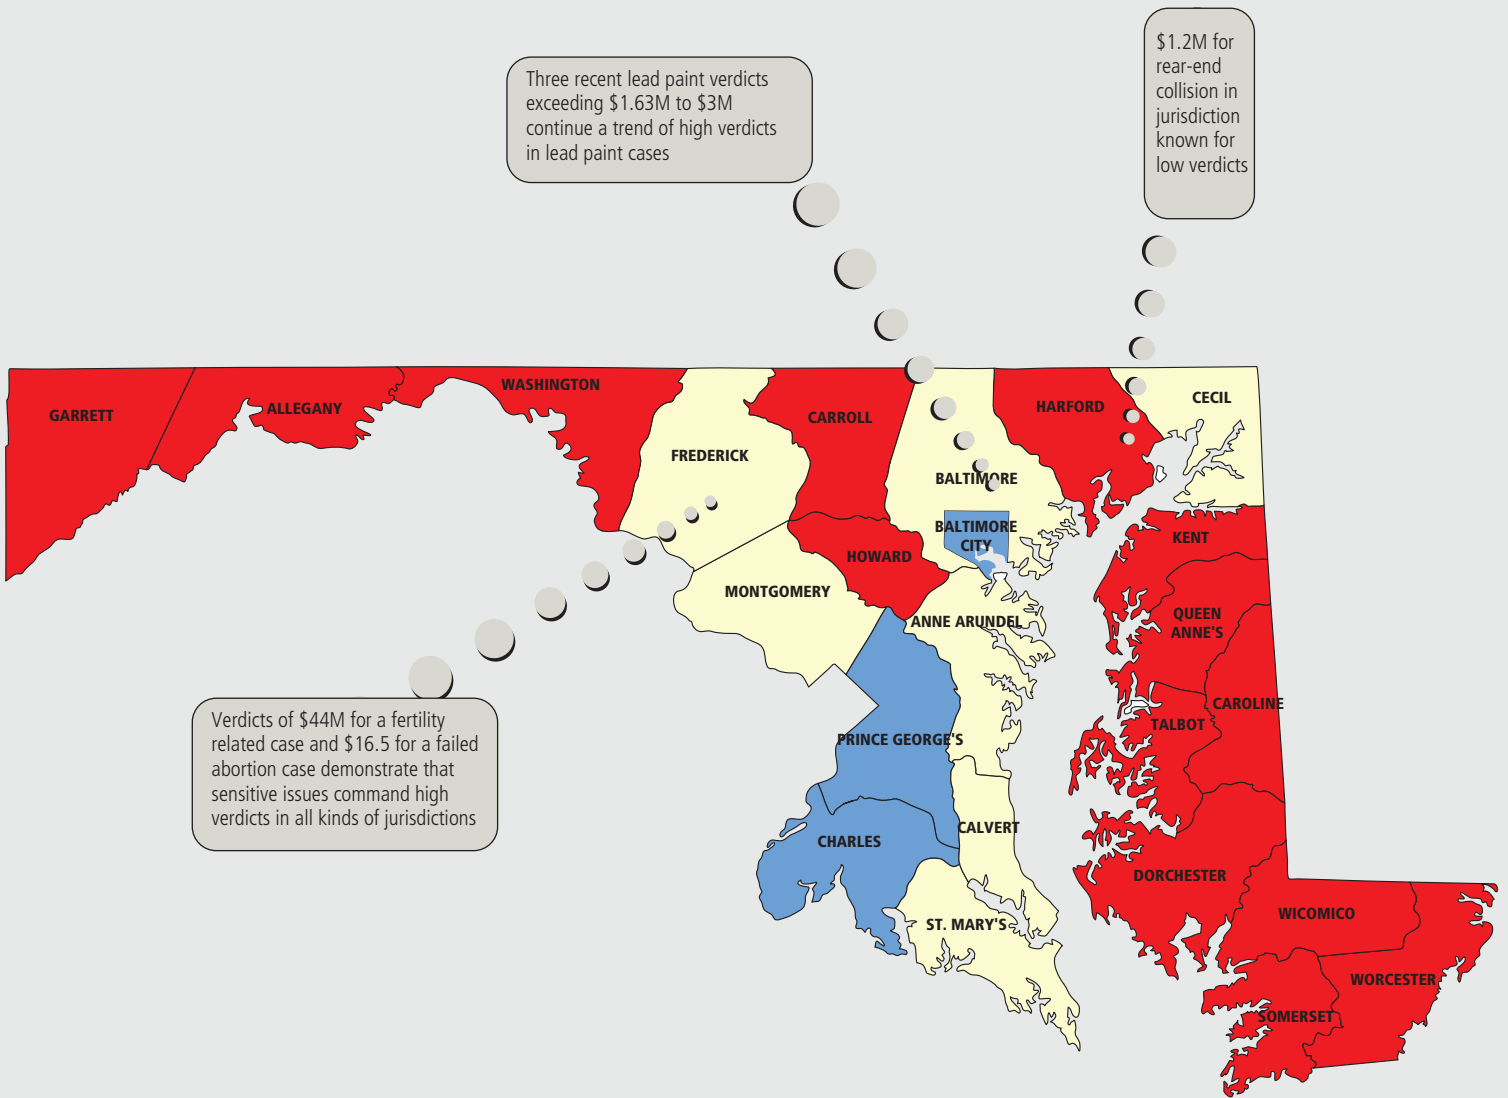 $1.2M for
rear-end
collision in
jurisdiction
known for
low verdicts
Three recent lead paint verdicts
exceeding $1.63M to $3M
continue a trend of high verdicts
in lead paint cases
GARRETT
ALLEGANY
WASHINGTON
FREDERICK
CARROLL
BALTIMORE
HARFORD
CECIL
BALTIMORE
CITY
HOWARD
MONTGOMERY
ANNE ARUNDEL
KENT
QUEEN
ANNE'S
CAROLINE
TALBOT
PRINCE GEORGE'S
CALVERT
CHARLES
ST. MARY'S
DORCHESTER
WICOMICO
WORCESTER
SOMERSET
Verdicts of $44M for a fertility
related case and $16.5 for a failed
abortion case demonstrate that
sensitive issues command high
verdicts in all kinds of jurisdictions